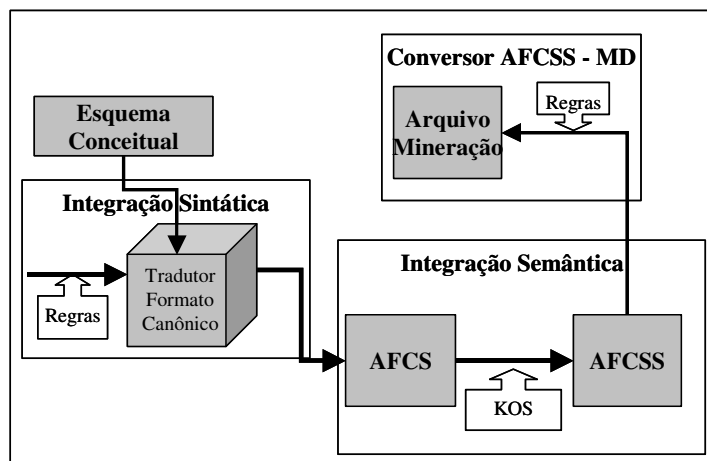 Conversor AFCSS - MD
Regras
Arquivo
Mineração
Esquema
Conceitual
Integração Sintática
Tradutor
Formato
Canônico
Regras
Integração Semântica
AFCS
AFCSS
KOS